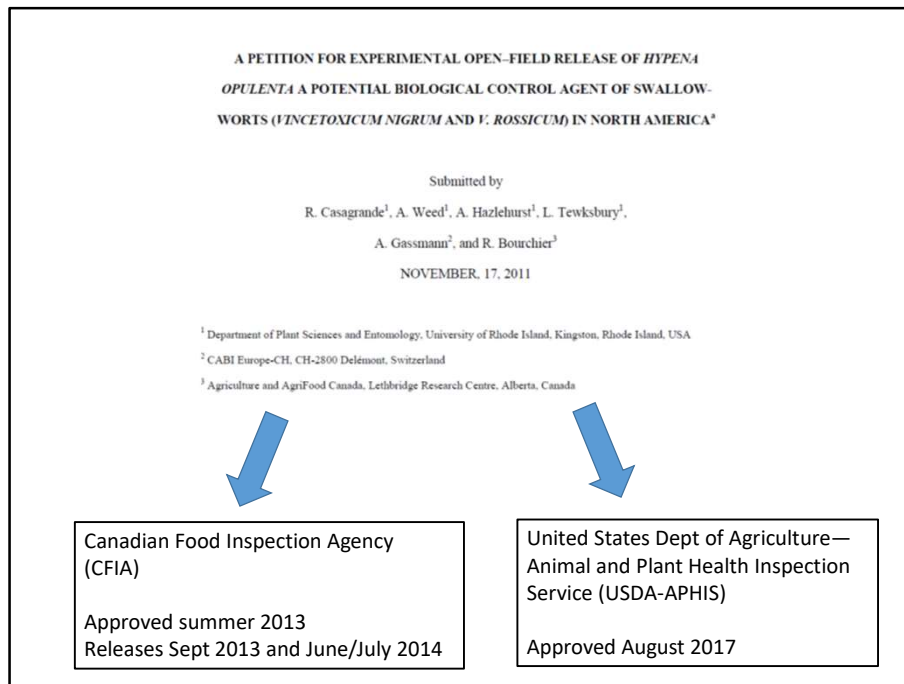 A PETITION FOR EXPERIMENTAL OPEN–FIELD RELEASE OF HYPENA
OPULENTA A POTENTIAL BIOLOGICAL CONTROL AGENT OF SWALLOW-
WORTS (VINCETOXICUM NIGRUM AND V. ROSSICUM) IN NORTH AMERICAª
Submitted by
R. Casagrande¹, A. Weed¹, A. Hazlehurst¹, L. Tewksbury¹,
A. Gassmann², and R. Bourchier³
NOVEMBER, 17, 2011
¹ Department of Plant Sciences and Entomology, University of Rhode Island, Kingston, Rhode Island, USA
² CABI Europe-CH, CH-2800 Delémont, Switzerland
³ Agriculture and AgriFood Canada, Lethbridge Research Centre, Alberta, Canada
Canadian Food Inspection Agency
(CFIA)
Approved summer 2013
Releases Sept 2013 and June/July 2014
United States Dept of Agriculture—
Animal and Plant Health Inspection
Service (USDA-APHIS)
Approved August 2017